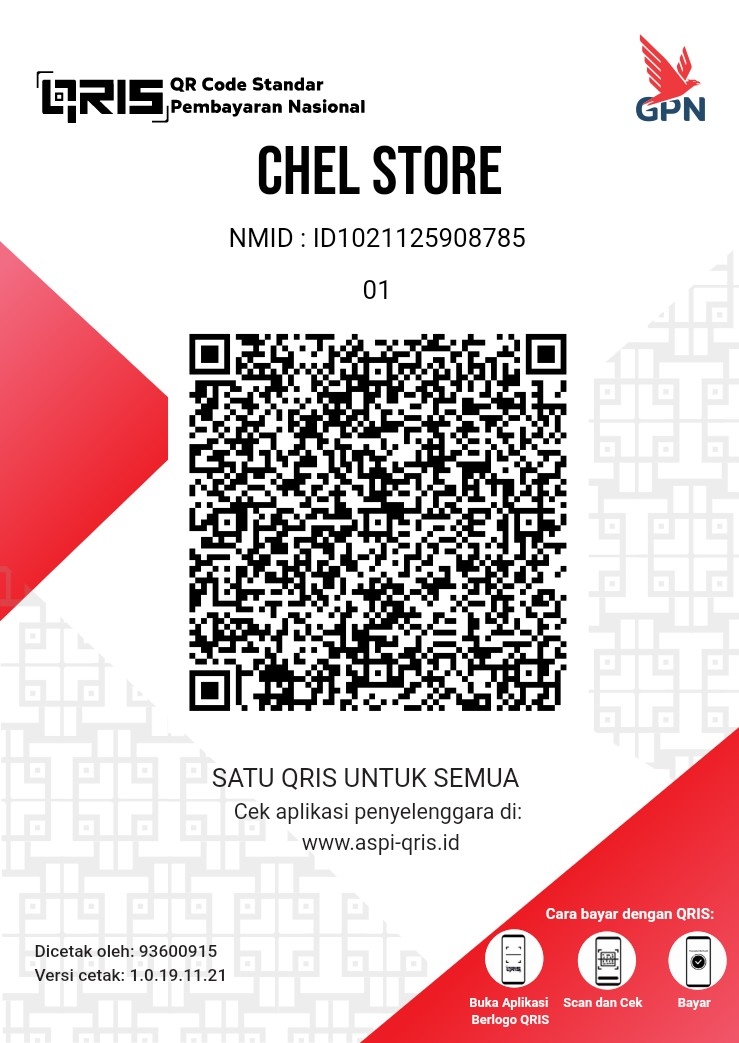 QRIS QR Code Standar
Pembayaran Nasional
GPN
CHEL STORE
NMID : ID1021125908785
01
SATU QRIS UNTUK SEMUA
Cek aplikasi penyelenggara di:
www.aspi-qris.id
Dicetak oleh: 93600915
Versi cetak: 1.0.19.11.21
Cara bayar dengan QRIS:
QRIS
Buka Aplikasi
Berlogo QRIS
Scan dan Cek
Bayar